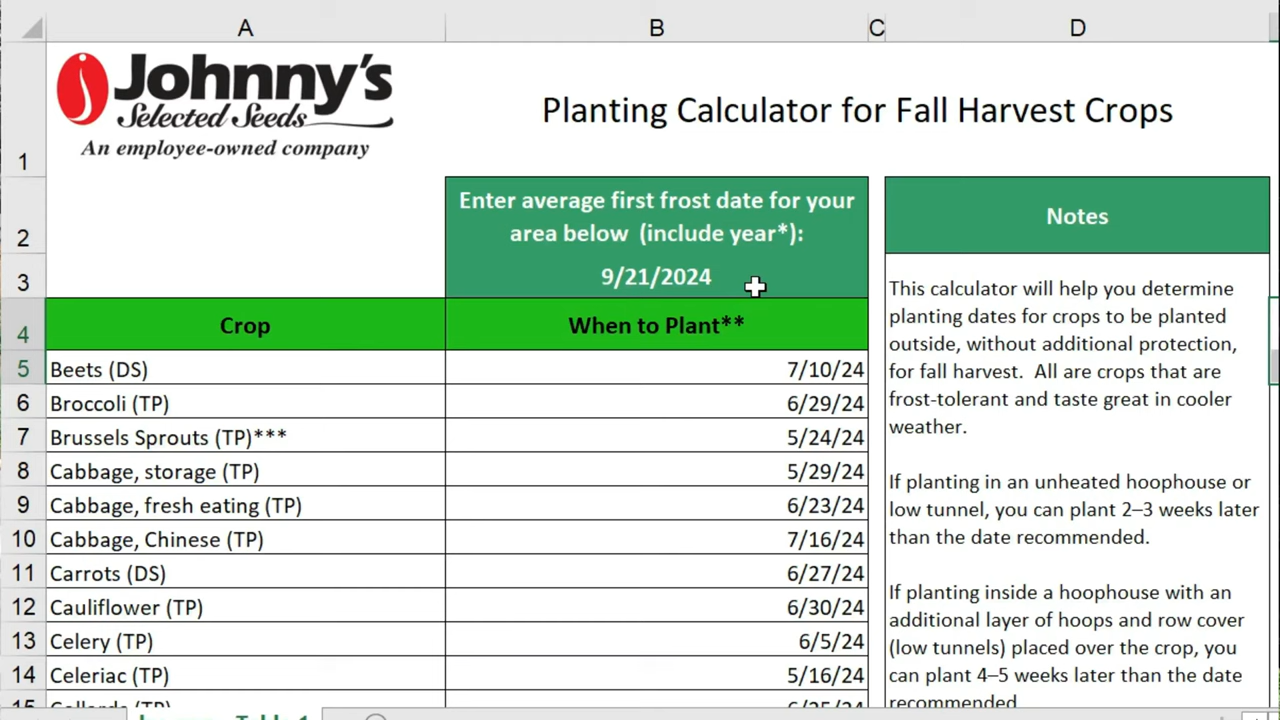 A B C D
Johnny's
Selected Seeds
An employee-owned company
Planting Calculator for Fall Harvest Crops
1
Enter average first frost date for your
area below (include year*):
2
Notes
9/21/2024
3
4 Crop When to Plant**
5 Beets (DS) 7/10/24
6 Broccoli (TP) 6/29/24
7 Brussels Sprouts (TP)*** 5/24/24
8 Cabbage, storage (TP) 5/29/24
9 Cabbage, fresh eating (TP) 6/23/24
10 Cabbage, Chinese (TP) 7/16/24
11 Carrots (DS) 6/27/24
12 Cauliflower (TP) 6/30/24
13 Celery (TP) 6/5/24
14 Celeriac (TP) 5/16/24
15 Collards (TP) 6/25/24
This calculator will help you determine
planting dates for crops to be planted
outside, without additional protection,
for fall harvest. All are crops that are
frost-tolerant and taste great in cooler
weather.
If planting in an unheated hoophouse or
low tunnel, you can plant 2–3 weeks later
than the date recommended.
If planting inside a hoophouse with an
additional layer of hoops and row cover
(low tunnels) placed over the crop, you
can plant 4–5 weeks later than the date
recommended